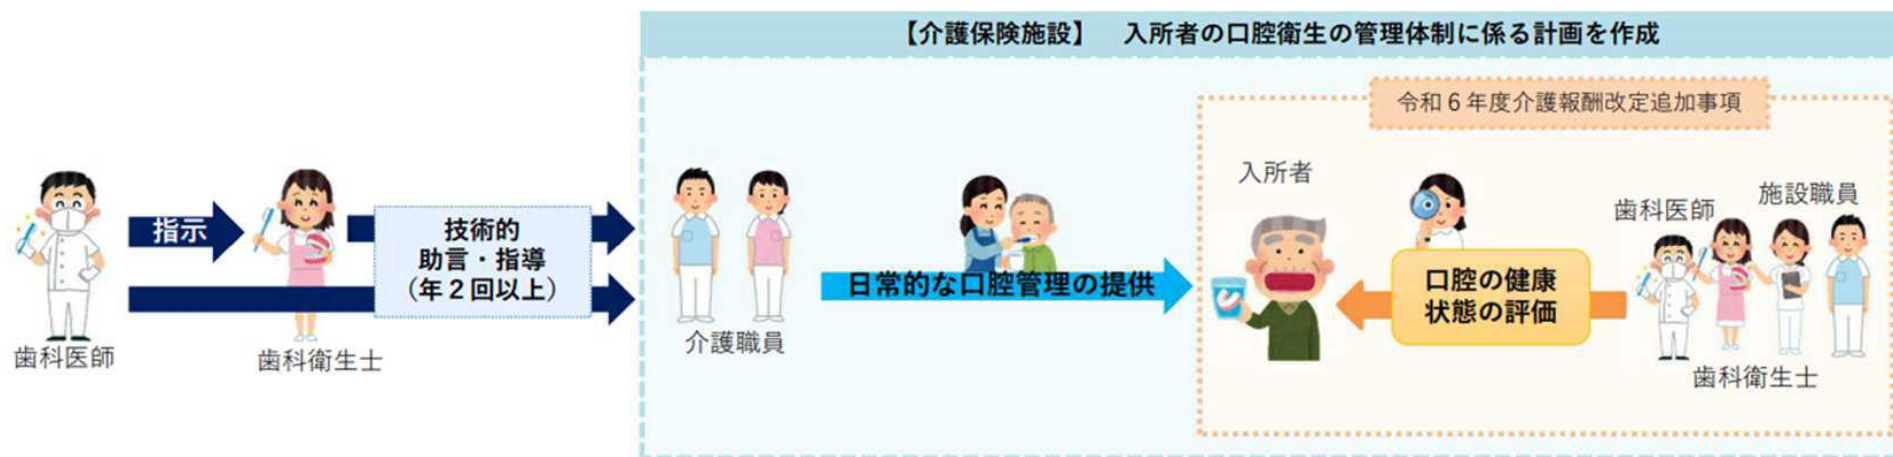 【介護保険施設】　入所者の口腔衛生の管理体制に係る計画を作成
令和６年度介護報酬改定追加事項
指示
技術的
助言・指導
（年２回以上）
歯科医師
歯科衛生士
介護職員
日常的な口腔管理の提供
入所者
口腔の健康
状態の評価
歯科医師
施設職員
歯科衛生士